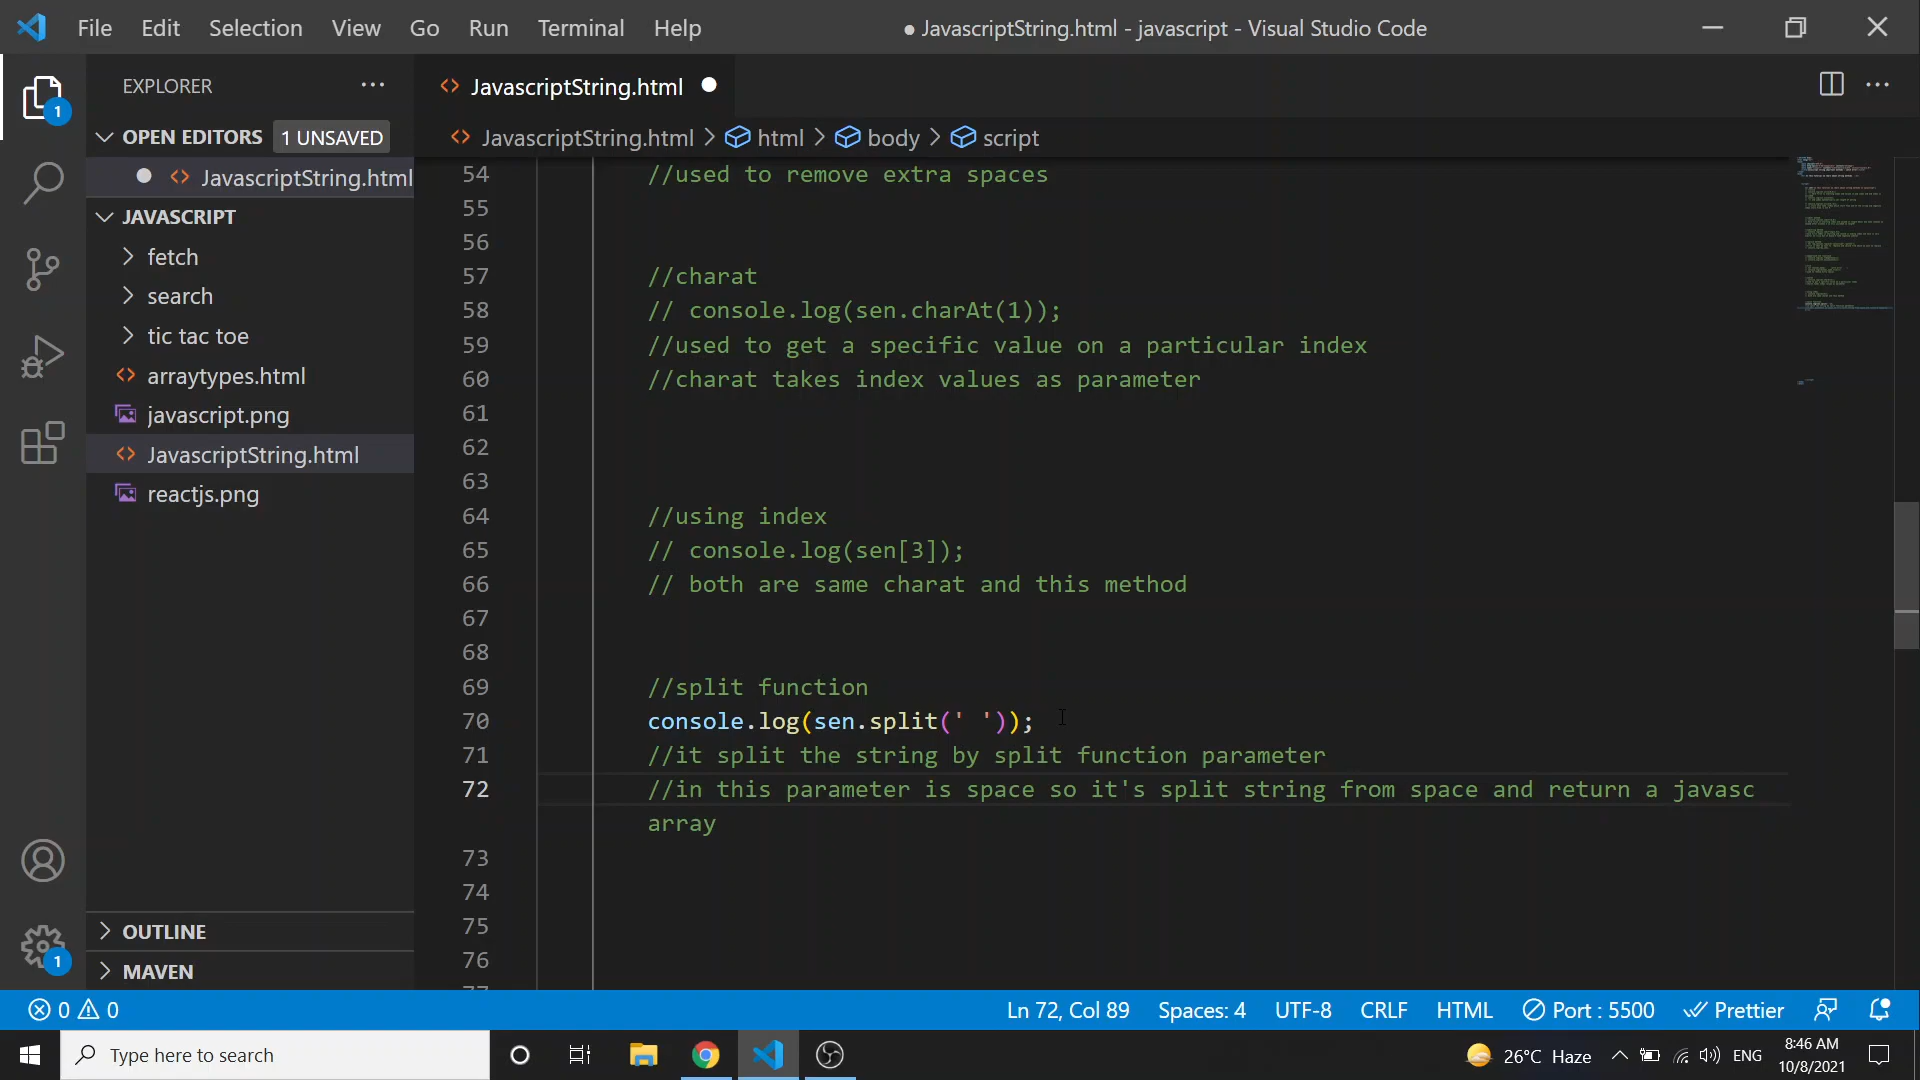 File Edit Selection View Go Run Terminal Help
● JavascriptString.html - javascript - Visual Studio Code
EXPLORER
JavascriptString.html
OPEN EDITORS 1 UNSAVED
JavascriptString.html > html > body > script
JavascriptString.html
JAVASCRIPT
fetch
search
tic tac toe
arraytypes.html
javascript.png
JavascriptString.html
reactjs.png
OUTLINE
MAVEN
1
1
54 //used to remove extra spaces
55
56
57 //charat
58 // console.log(sen.charAt(1));
59 //used to get a specific value on a particular index
60 //charat takes index values as parameter
61
62
63
64 //using index
65 // console.log(sen[3]);
66 // both are same charat and this method
67
68
69 //split function
70 console.log(sen.split(' '));
71 //it split the string by split function parameter
72 //in this parameter is space so it's split string from space and return a javasc
array
73
74
75
76
0 0 Ln 72, Col 89 Spaces: 4 UTF-8 CRLF HTML Port : 5500 Prettier
Type here to search
26°C Haze ENG
8:46 AM
10/8/2021